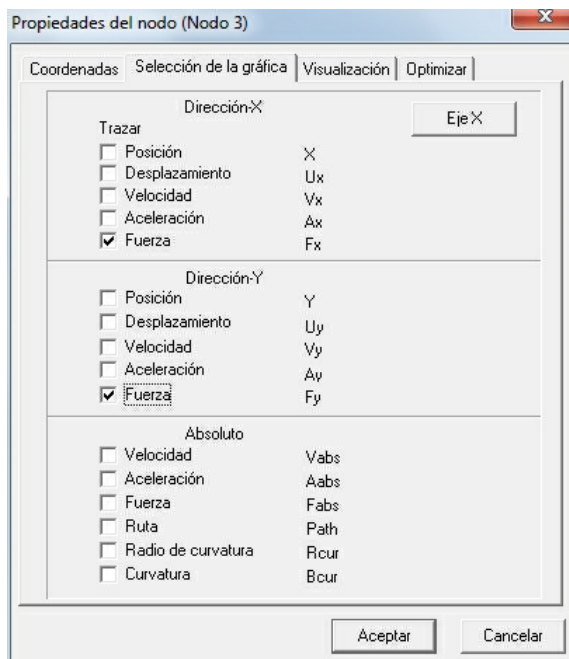 Propiedades del nodo (Nodo 3)
Coordenadas Selección de la gráfica Visualización Optimizar
Dirección-X
Eje X
Trazar
Posición X
Desplazamiento Ux
Velocidad Vx
Aceleración Ax
Fuerza Fx
Dirección-Y
Posición Y
Desplazamiento Uy
Velocidad Vy
Aceleración Ay
Fuerza Fy
Absoluto
Velocidad Vabs
Aceleración Aabs
Fuerza Fabs
Ruta Path
Radio de curvatura Rcur
Curvatura Bcur
Aceptar Cancelar